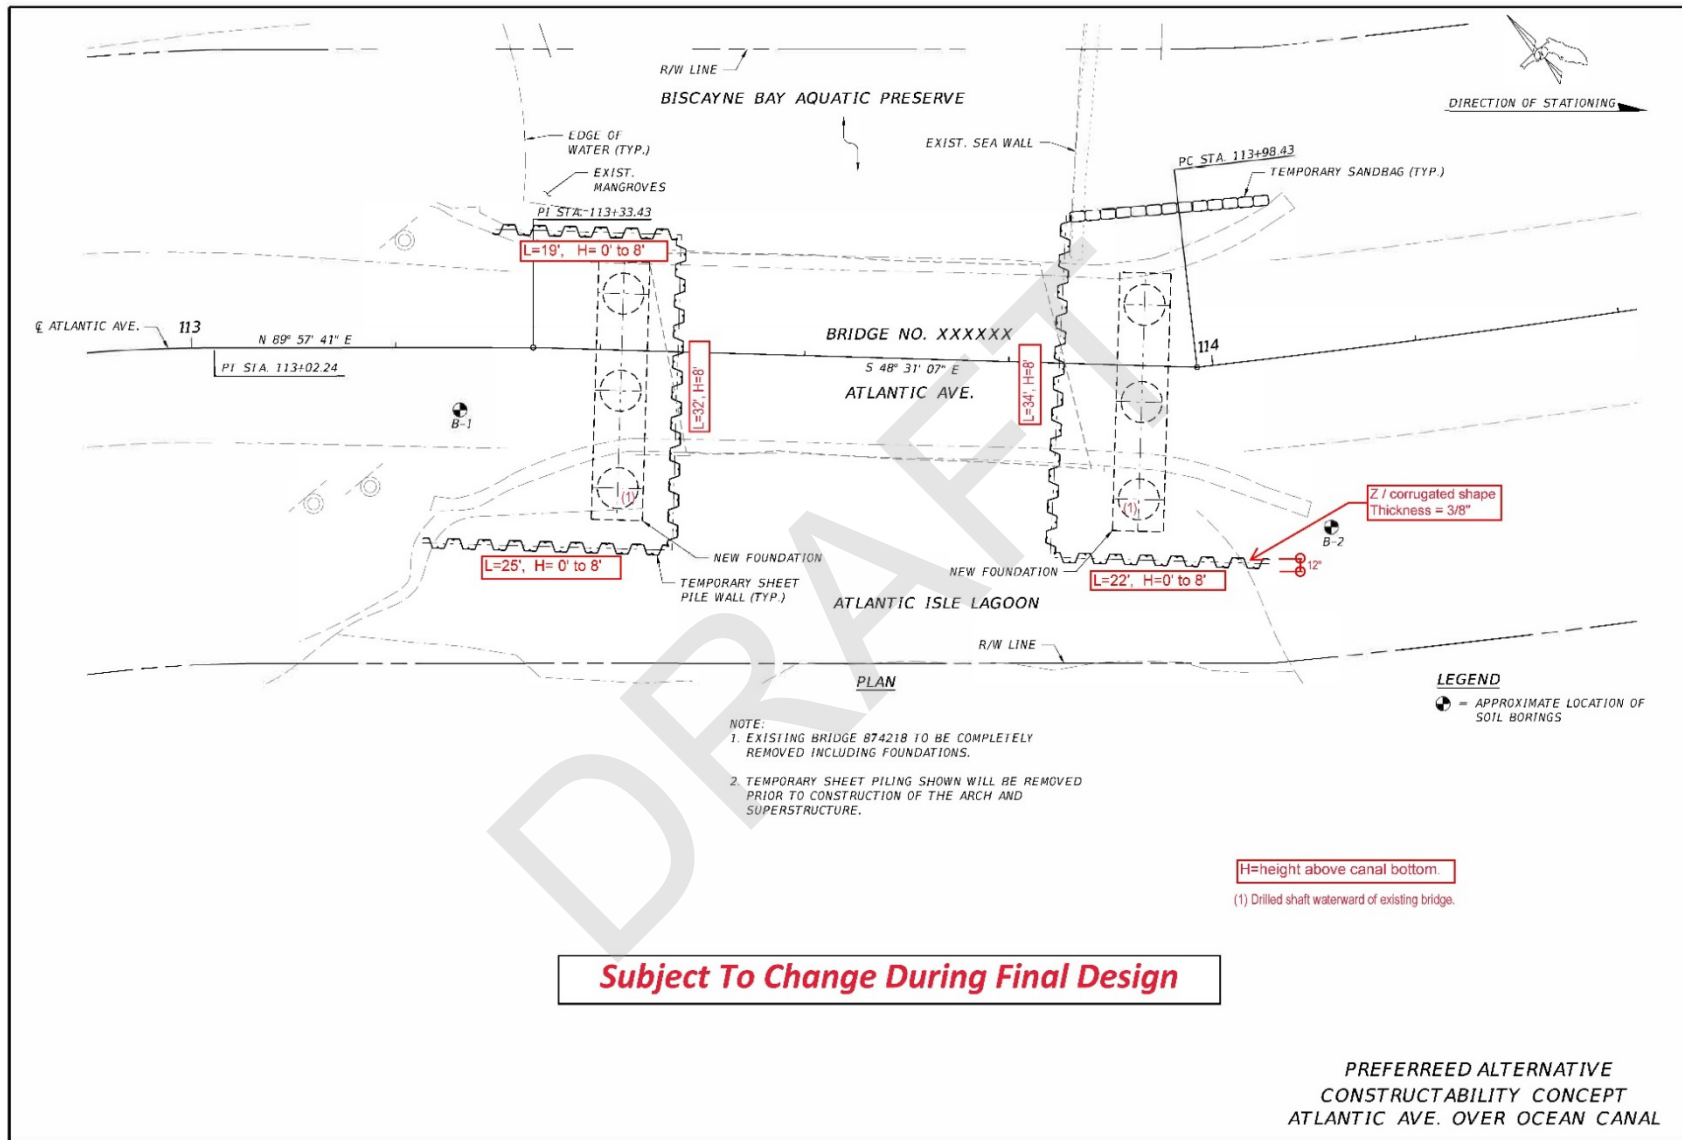 R/W LINE
BISCAYNE BAY AQUATIC PRESERVE
DIRECTION OF STATIONING
EDGE OF
WATER (TYP.)
EXIST. SEA WALL
PC STA. 113+98.43
EXIST.
MANGROVES
TEMPORARY SANDBAG (TYP.)
PI STA. 113+33.43
L=19', H= 0' to 8'
℄ ATLANTIC AVE.
113
N 89° 57' 41" E
PI STA. 113+02.24
BRIDGE NO. XXXXXX
114
S 48° 31' 07" E
ATLANTIC AVE.
L=32', H=8'
L=34', H=8'
B-1
(1)
(1)
Z / corrugated shape
Thickness = 3/8"
B-2
NEW FOUNDATION
L=25', H= 0' to 8'
NEW FOUNDATION
12"
L=22', H=0' to 8'
TEMPORARY SHEET
PILE WALL (TYP.)
ATLANTIC ISLE LAGOON
R/W LINE
PLAN
LEGEND
= APPROXIMATE LOCATION OF
SOIL BORINGS
NOTE:
1. EXISTING BRIDGE 874218 TO BE COMPLETELY
REMOVED INCLUDING FOUNDATIONS.
2. TEMPORARY SHEET PILING SHOWN WILL BE REMOVED
PRIOR TO CONSTRUCTION OF THE ARCH AND
SUPERSTRUCTURE.
DRAFT
H=height above canal bottom.
(1) Drilled shaft waterward of existing bridge.
Subject To Change During Final Design
PREFERREED ALTERNATIVE
CONSTRUCTABILITY CONCEPT
ATLANTIC AVE. OVER OCEAN CANAL